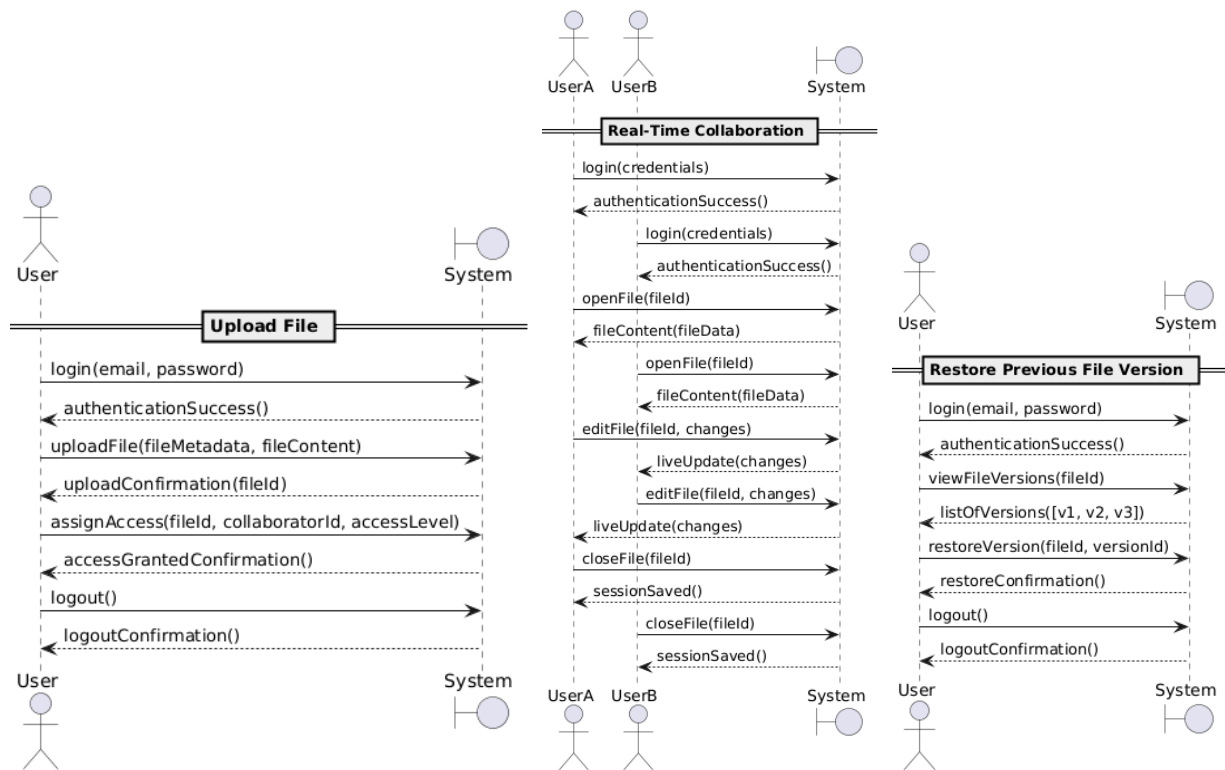 User
System
Upload File
login(email, password)
authenticationSuccess()
uploadFile(fileMetadata, fileContent)
uploadConfirmation(fileId)
assignAccess(fileId, collaboratorId, accessLevel)
accessGrantedConfirmation()
logout()
logoutConfirmation()
User
System
UserA
UserB
System
Real-Time Collaboration
login(credentials)
authenticationSuccess()
login(credentials)
authenticationSuccess()
openFile(fileId)
fileContent(fileData)
openFile(fileId)
fileContent(fileData)
editFile(fileId, changes)
liveUpdate(changes)
editFile(fileId, changes)
liveUpdate(changes)
closeFile(fileId)
sessionSaved()
closeFile(fileId)
sessionSaved()
UserA
UserB
System
User
System
Restore Previous File Version
login(email, password)
authenticationSuccess()
viewFileVersions(fileId)
listOfVersions([v1, v2, v3])
restoreVersion(fileId, versionId)
restoreConfirmation()
logout()
logoutConfirmation()
User
System